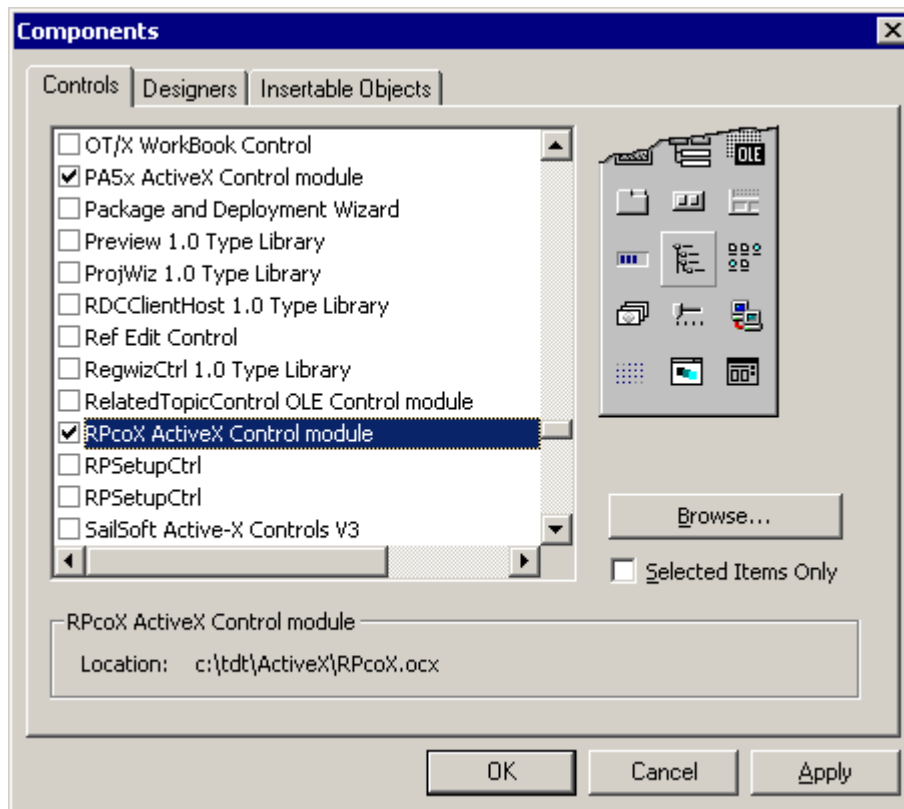 Components
Controls
Designers
Insertable Objects
OT/X WorkBook Control
PA5x ActiveX Control module
Package and Deployment Wizard
Preview 1.0 Type Library
ProjWiz 1.0 Type Library
RDCClientHost 1.0 Type Library
Ref Edit Control
RegwizCtrl 1.0 Type Library
RelatedTopicControl OLE Control module
RPcoX ActiveX Control module
RPSetupCtrl
RPSetupCtrl
SailSoft Active-X Controls V3
OLE
Browse...
Selected Items Only
RPcoX ActiveX Control module
Location: c:\tdt\ActiveX\RPcoX.ocx
OK
Cancel
Apply